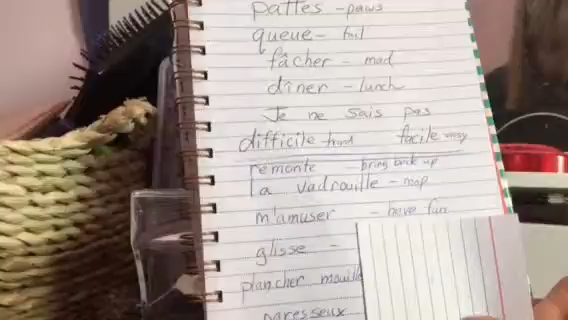 pattes - paws
queue - tail
fâcher - mad
dîner - lunch
Je ne sais pas
difficile - hard facile easy
remonte bring back up
la vadrouille - mop
m'amuser - have fun
glisse -
plancher mouill
paresseux